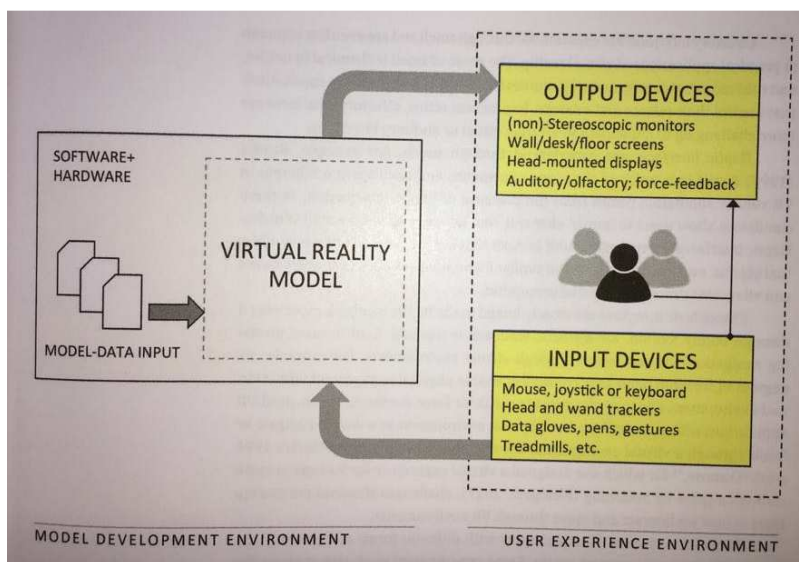 SOFTWARE+
HARDWARE
MODEL-DATA INPUT
VIRTUAL REALITY
MODEL
OUTPUT DEVICES
(non)-Stereoscopic monitors
Wall/desk/floor screens
Head-mounted displays
Auditory/olfactory; force-feedback
INPUT DEVICES
Mouse, joystick or keyboard
Head and wand trackers
Data gloves, pens, gestures
Treadmills, etc.
MODEL DEVELOPMENT ENVIRONMENT
USER EXPERIENCE ENVIRONMENT